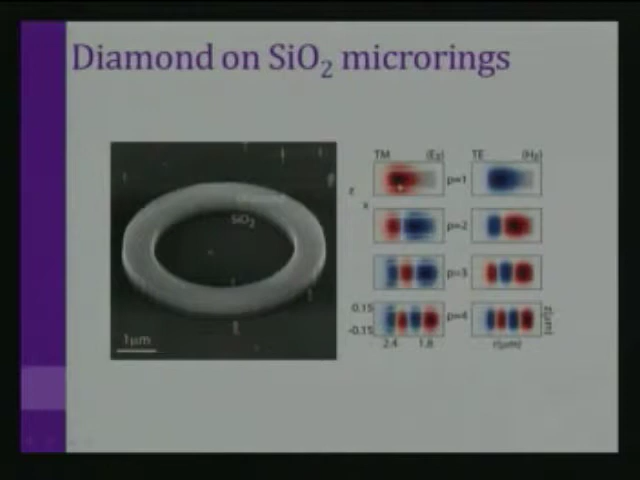 Diamond on SiO2 microrings
TM (Ez) TE (Hz)
p=1
z
x
SiO2
p=2
p=3
0.15
p=4
-0.15
2.4 1.8 r(μm)
z(μm)
1μm